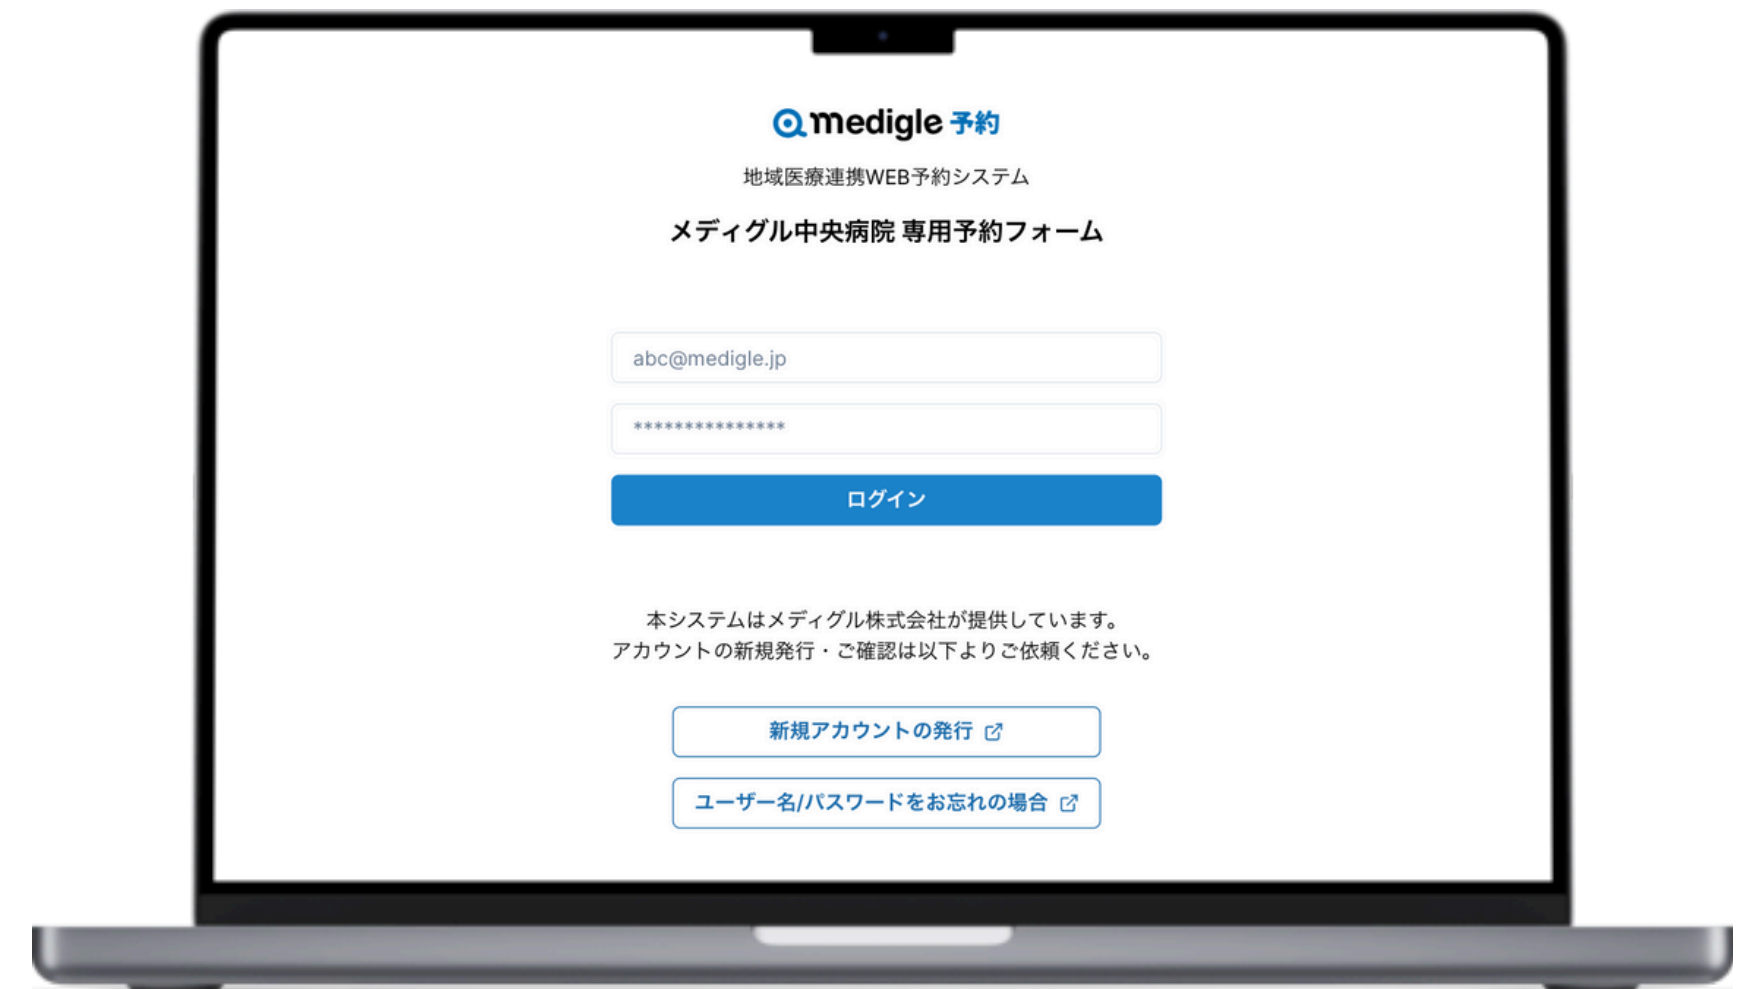 medigle 予約
地域医療連携WEB予約システム
メディグル中央病院 専用予約フォーム
abc@medigle.jp
***************
ログイン
本システムはメディグル株式会社が提供しています。
アカウントの新規発行・ご確認は以下よりご依頼ください。
新規アカウントの発行
ユーザー名/パスワードをお忘れの場合